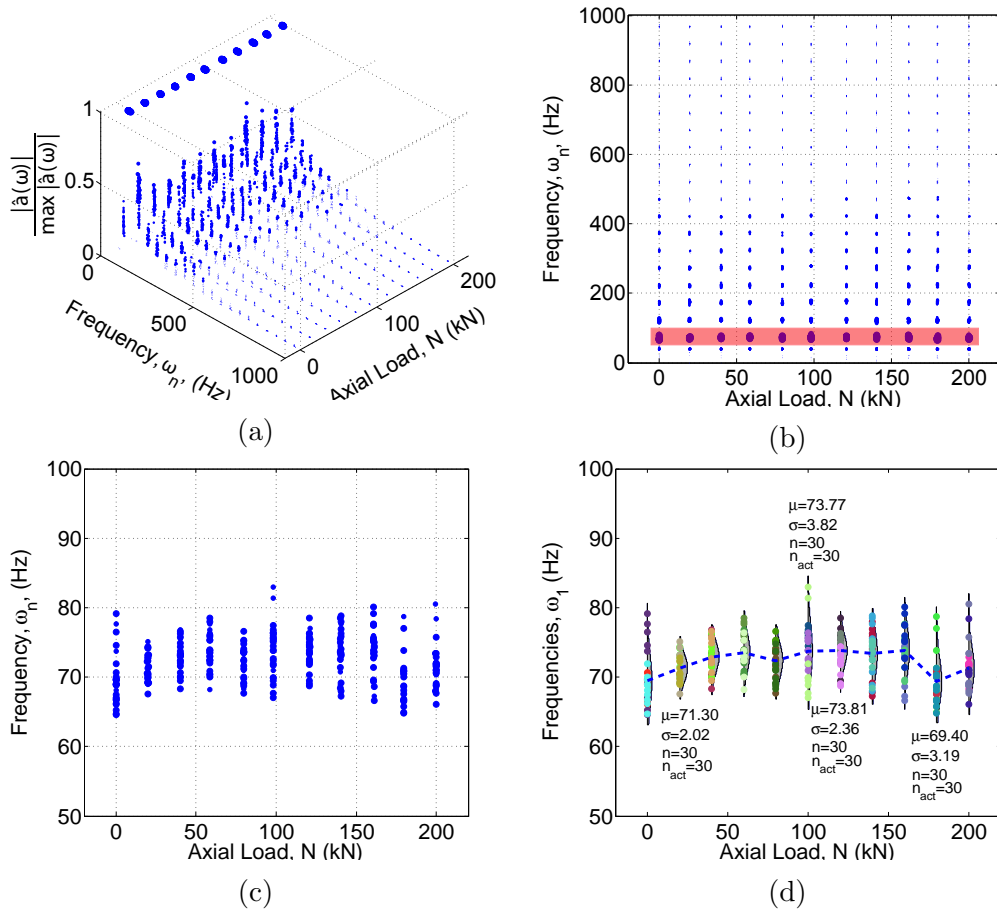 1
0.5
0
|â(ω)|
max |â(ω)|
0
500
1000
Frequency, ωn, (Hz)
0
100
200
Axial Load, N (kN)
(a)
1000
800
600
400
200
0
Frequency, ωn, (Hz)
0 50 100 150 200
Axial Load, N (kN)
(b)
100
90
80
70
60
50
Frequency, ωn, (Hz)
0 50 100 150 200
Axial Load, N (kN)
(c)
100
90
80
70
60
50
Frequencies, ω1 (Hz)
μ=73.77
σ=3.82
n=30
nact=30
μ=71.30
σ=2.02
n=30
nact=30
μ=73.81
σ=2.36
n=30
nact=30
μ=69.40
σ=3.19
n=30
nact=30
0 50 100 150 200
Axial Load, N (kN)
(d)